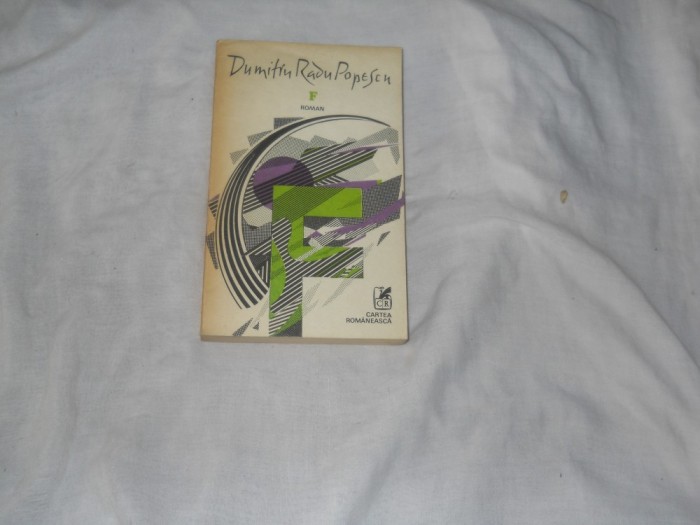 Dumitru Radu Popescu
F
ROMAN
CR
CARTEA
ROMÂNEASCĂ